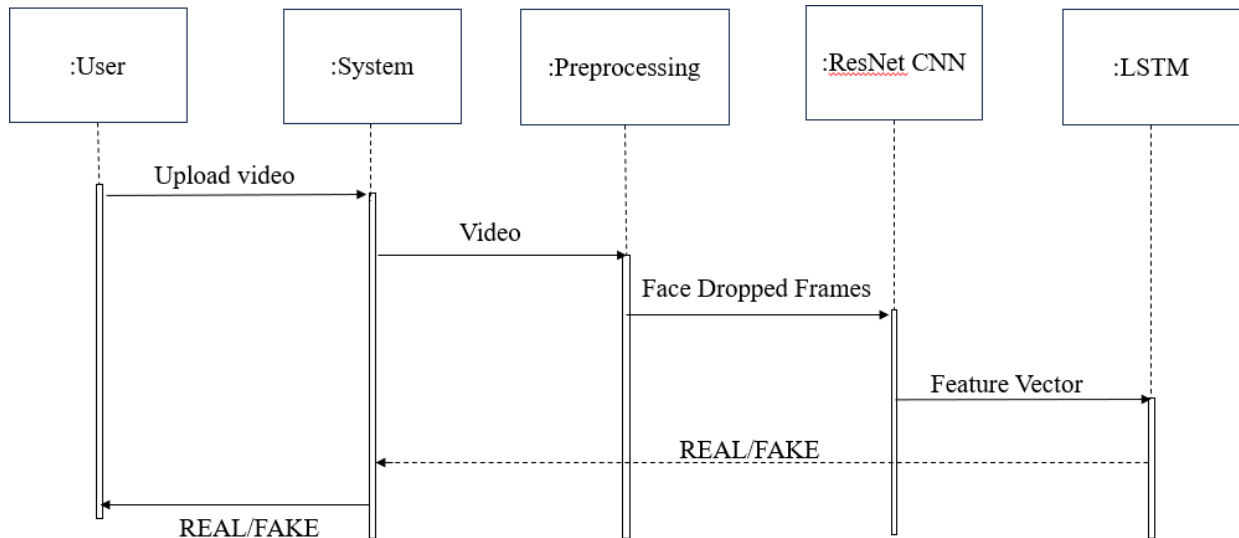 :User
:System
:Preprocessing
:ResNet CNN
:LSTM
Upload video
Video
Face Dropped Frames
Feature Vector
REAL/FAKE
REAL/FAKE